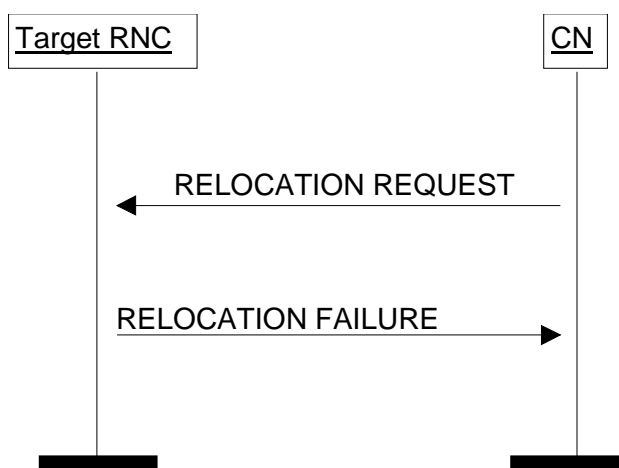 Target RNC
CN
RELOCATION REQUEST
RELOCATION FAILURE